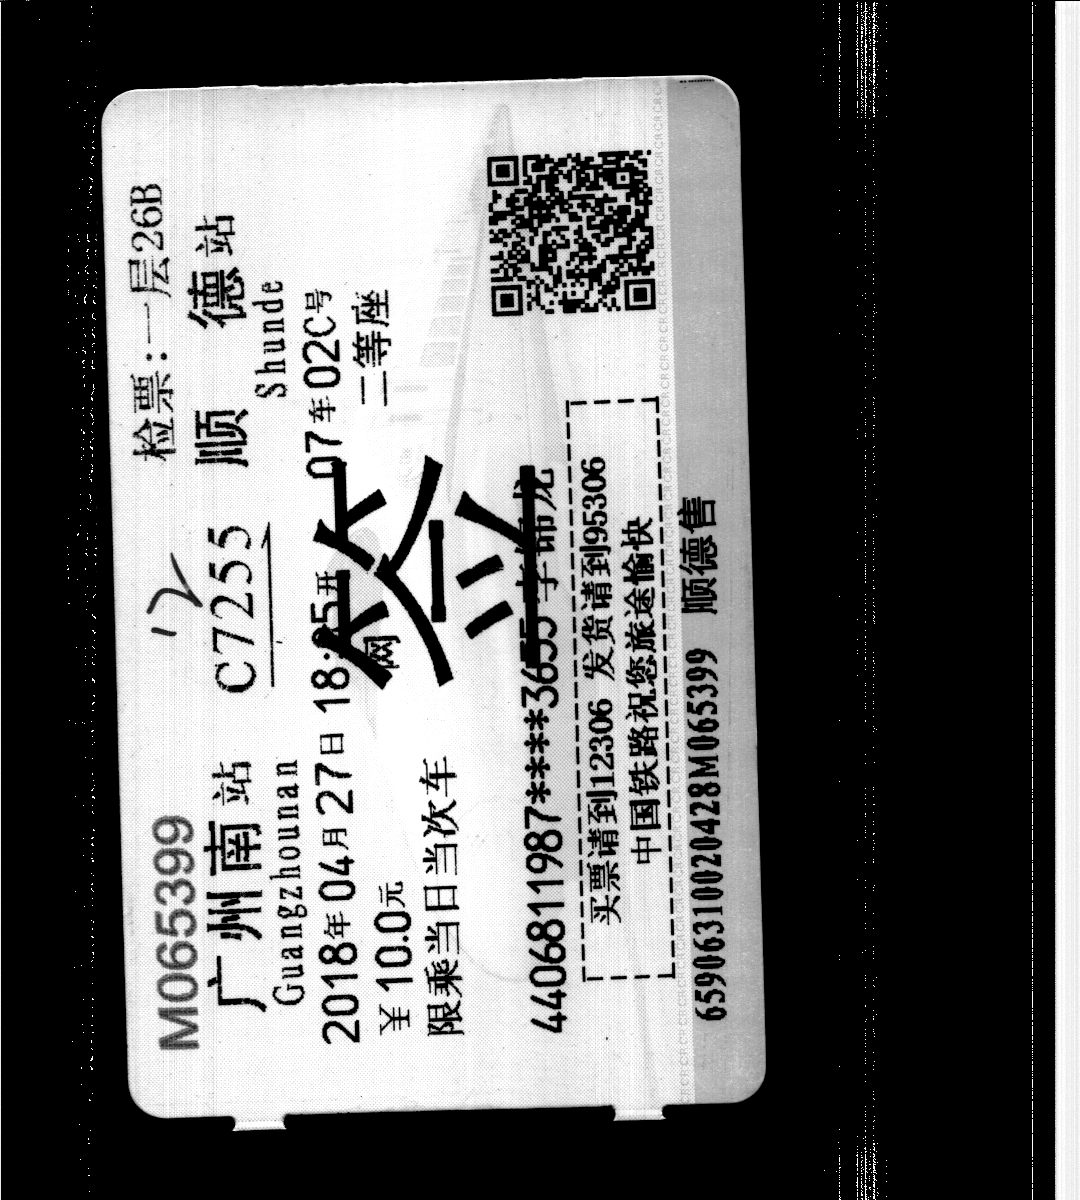 M065399 检票:一层26B
12
广州南站 C7255 顺德站
Guangzhounan Shunde
2018年04月27日 18: 5开 07车02C号
¥10.0元 网 二等座
限乘当日当次车
签
4406811987****3655
买票请到12306 发货请到95306
中国铁路祝您旅途愉快
65906310020428M065399 顺德售